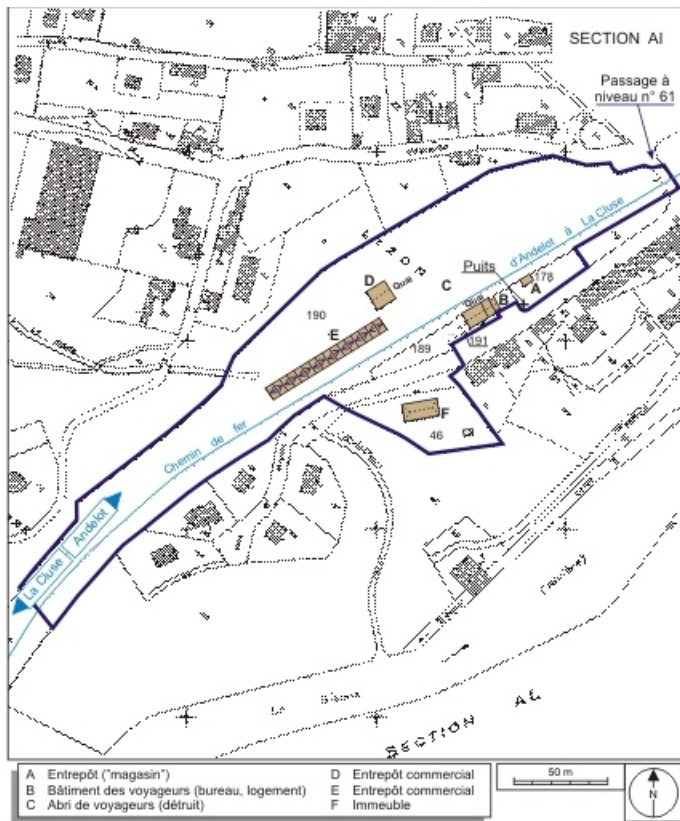 SECTION AI
Passage à
niveau n° 61
d'Andelot à La Cluse
Puits
178
A
B
Quai
C
D
Quai
190
E
189
191
F
46
Chemin de fer
Andelot
La Cluse
La
SECTION AE
A Entrepôt ("magasin")
B Bâtiment des voyageurs (bureau, logement)
C Abri de voyageurs (détruit)
D Entrepôt commercial
E Entrepôt commercial
F Immeuble
50 m
N